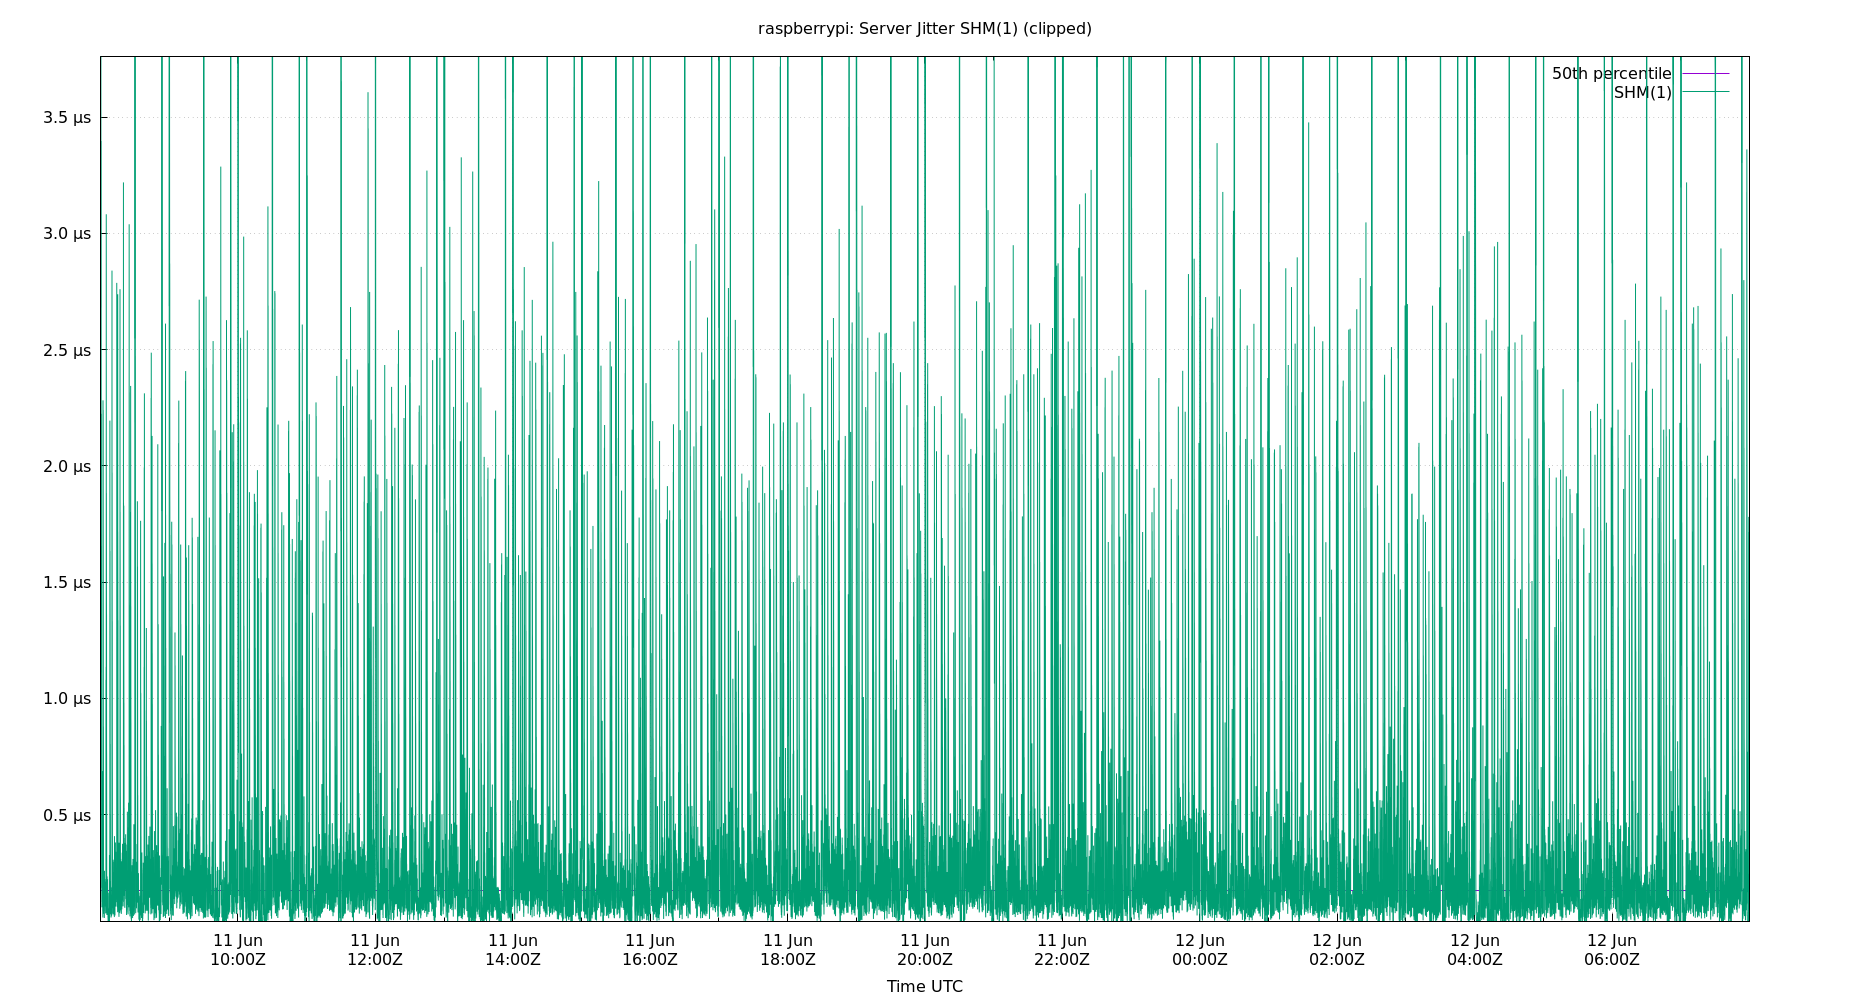 raspberrypi: Server Jitter SHM(1) (clipped)
50th percentile
SHM(1)
3.5 µs
3.0 µs
2.5 µs
2.0 µs
1.5 µs
1.0 µs
0.5 µs
11 Jun 11 Jun 11 Jun 11 Jun 11 Jun 11 Jun 11 Jun 12 Jun 12 Jun 12 Jun 12 Jun
10:00Z 12:00Z 14:00Z 16:00Z 18:00Z 20:00Z 22:00Z 00:00Z 02:00Z 04:00Z 06:00Z
Time UTC